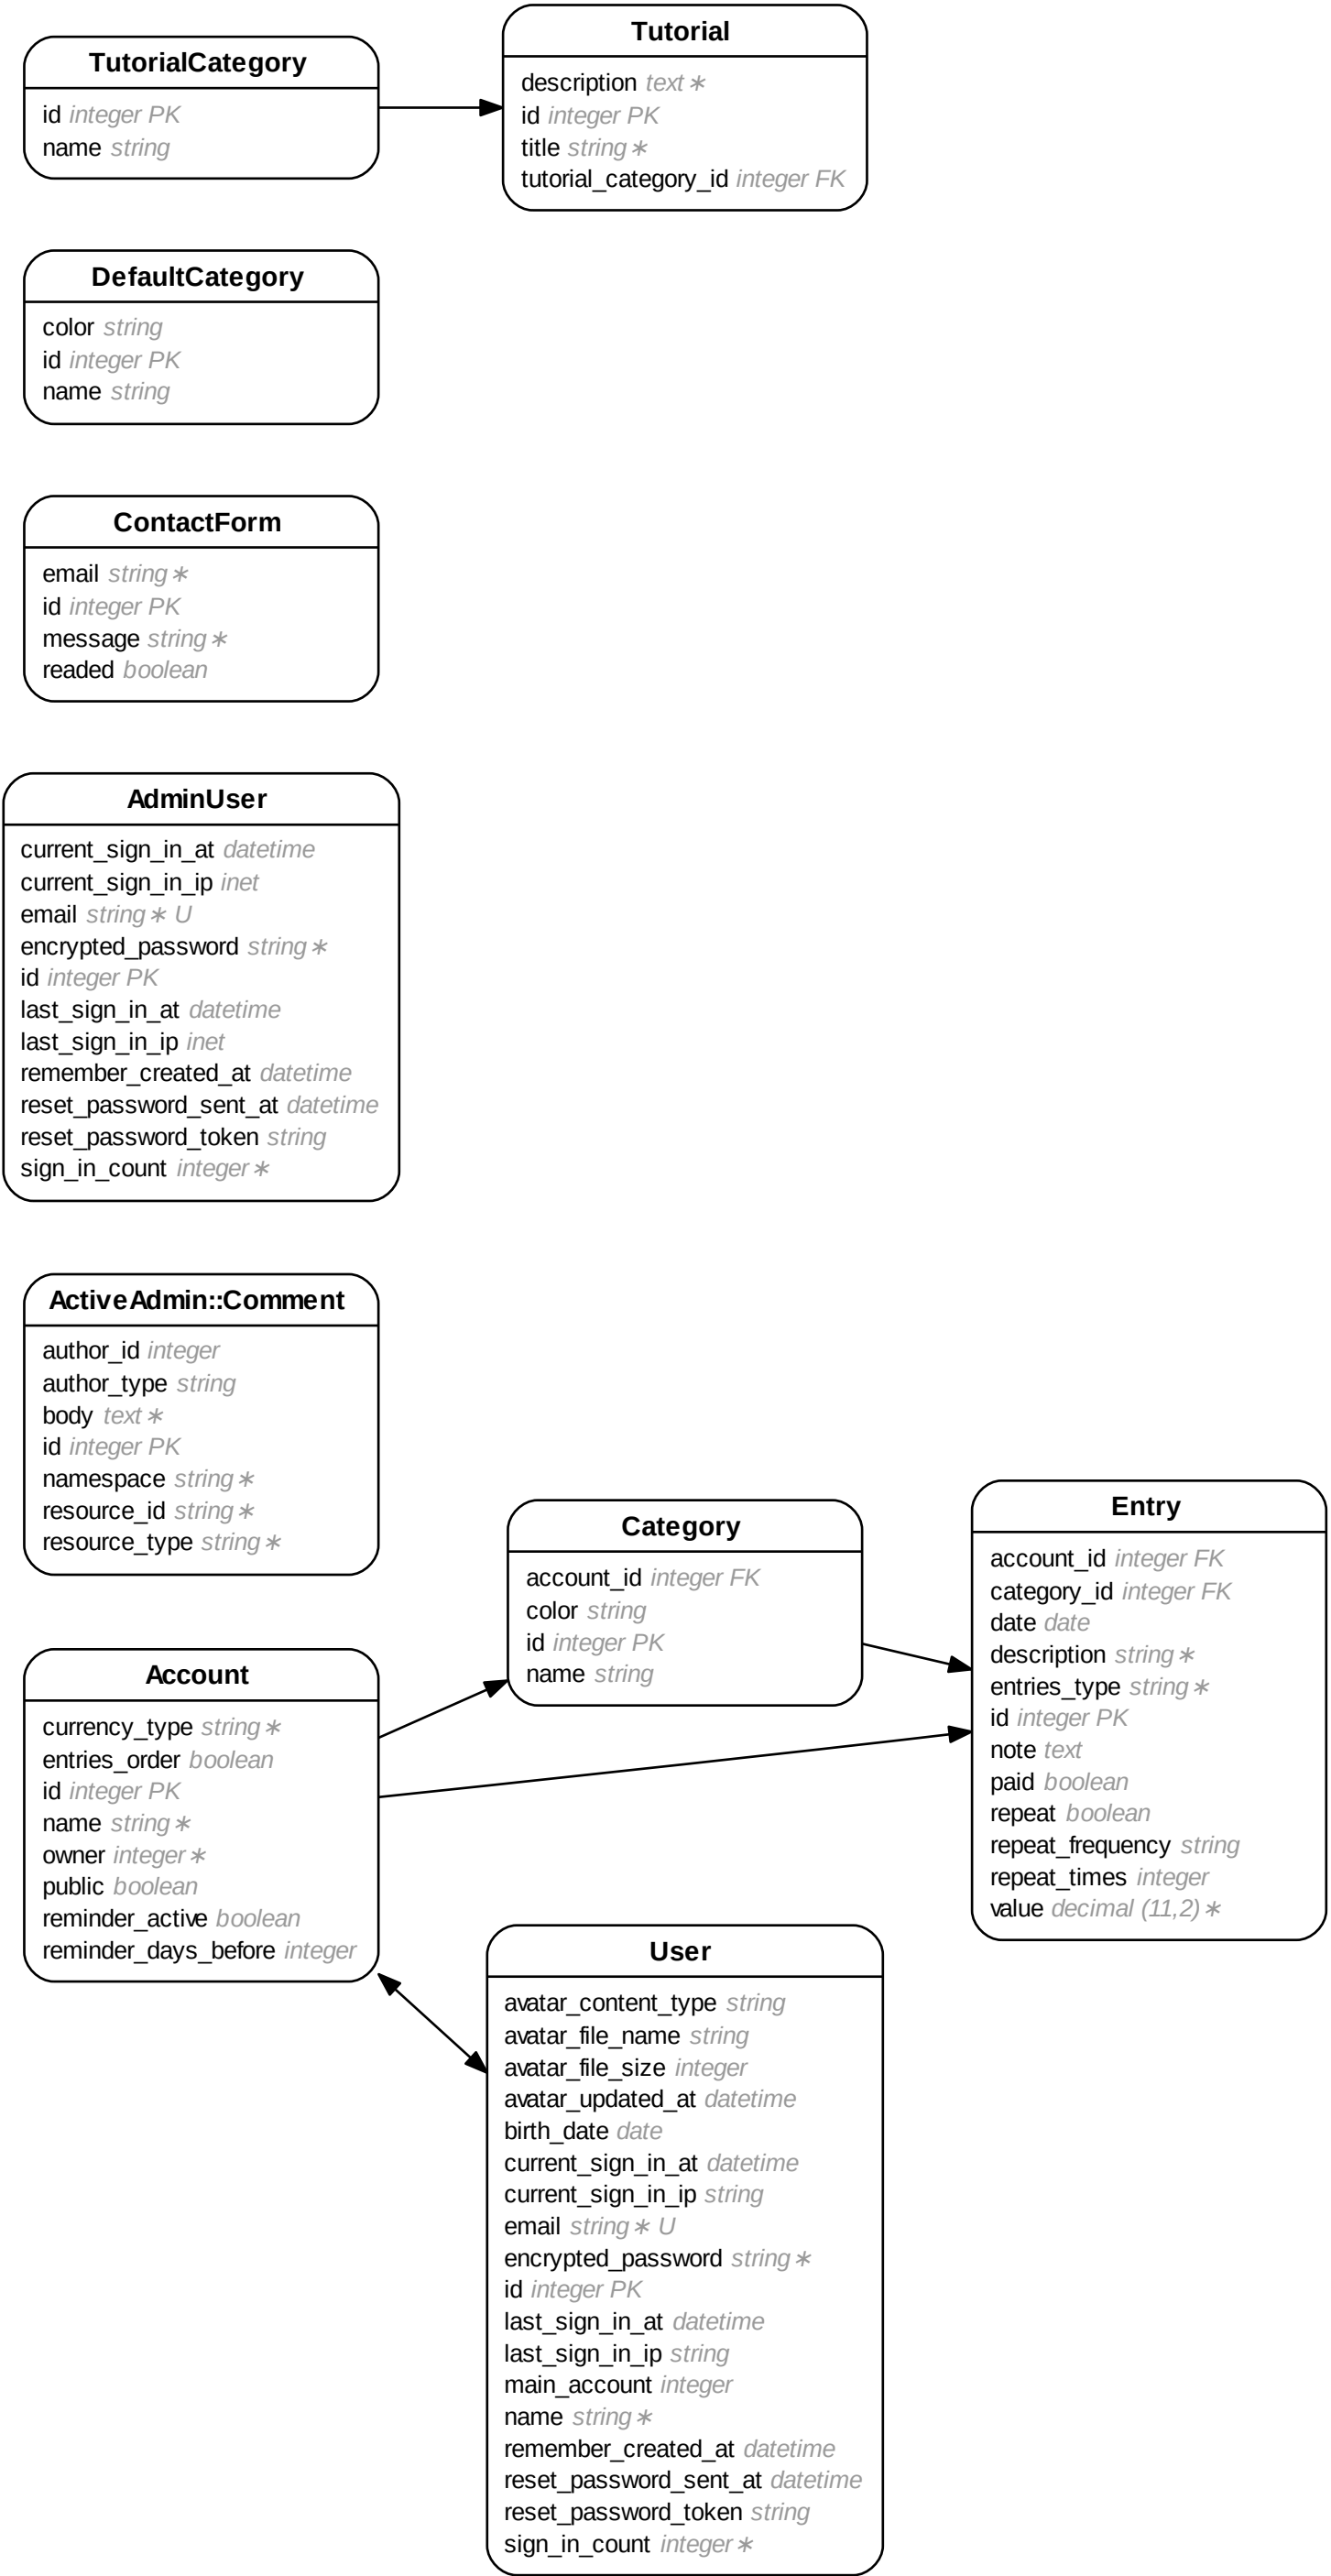 TutorialCategory
id integer PK
name string
Tutorial
description text ∗
id integer PK
title string ∗
tutorial_category_id integer FK
DefaultCategory
color string
id integer PK
name string
ContactForm
email string ∗
id integer PK
message string ∗
readed boolean
AdminUser
current_sign_in_at datetime
current_sign_in_ip inet
email string ∗ U
encrypted_password string ∗
id integer PK
last_sign_in_at datetime
last_sign_in_ip inet
remember_created_at datetime
reset_password_sent_at datetime
reset_password_token string
sign_in_count integer ∗
ActiveAdmin::Comment
author_id integer
author_type string
body text ∗
id integer PK
namespace string ∗
resource_id string ∗
resource_type string ∗
Category
account_id integer FK
color string
id integer PK
name string
Entry
account_id integer FK
category_id integer FK
date date
description string ∗
entries_type string ∗
id integer PK
note text
paid boolean
repeat boolean
repeat_frequency string
repeat_times integer
value decimal (11,2) ∗
Account
currency_type string ∗
entries_order boolean
id integer PK
name string ∗
owner integer ∗
public boolean
reminder_active boolean
reminder_days_before integer
User
avatar_content_type string
avatar_file_name string
avatar_file_size integer
avatar_updated_at datetime
birth_date date
current_sign_in_at datetime
current_sign_in_ip string
email string ∗ U
encrypted_password string ∗
id integer PK
last_sign_in_at datetime
last_sign_in_ip string
main_account integer
name string ∗
remember_created_at datetime
reset_password_sent_at datetime
reset_password_token string
sign_in_count integer ∗